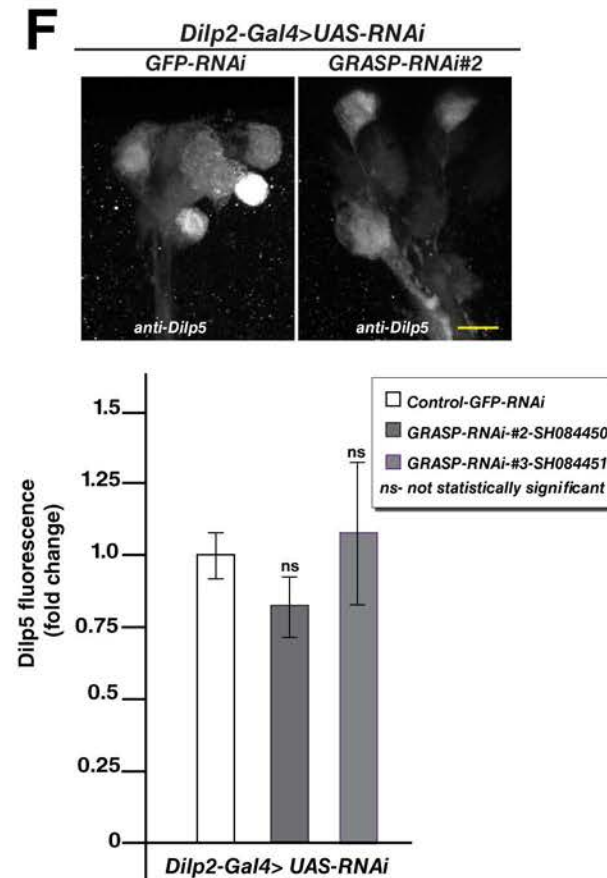 F
Dilp2-Gal4>UAS-RNAi
GFP-RNAi
GRASP-RNAi#2
anti-Dilp5
anti-Dilp5
1.5
1.25
1.0
0.75
0.5
0.25
0
Dilp5 fluorescence
(fold change)
ns
ns
Control-GFP-RNAi
GRASP-RNAi-#2-SH084450
GRASP-RNAi-#3-SH084451
ns- not statistically significant
Dilp2-Gal4> UAS-RNAi